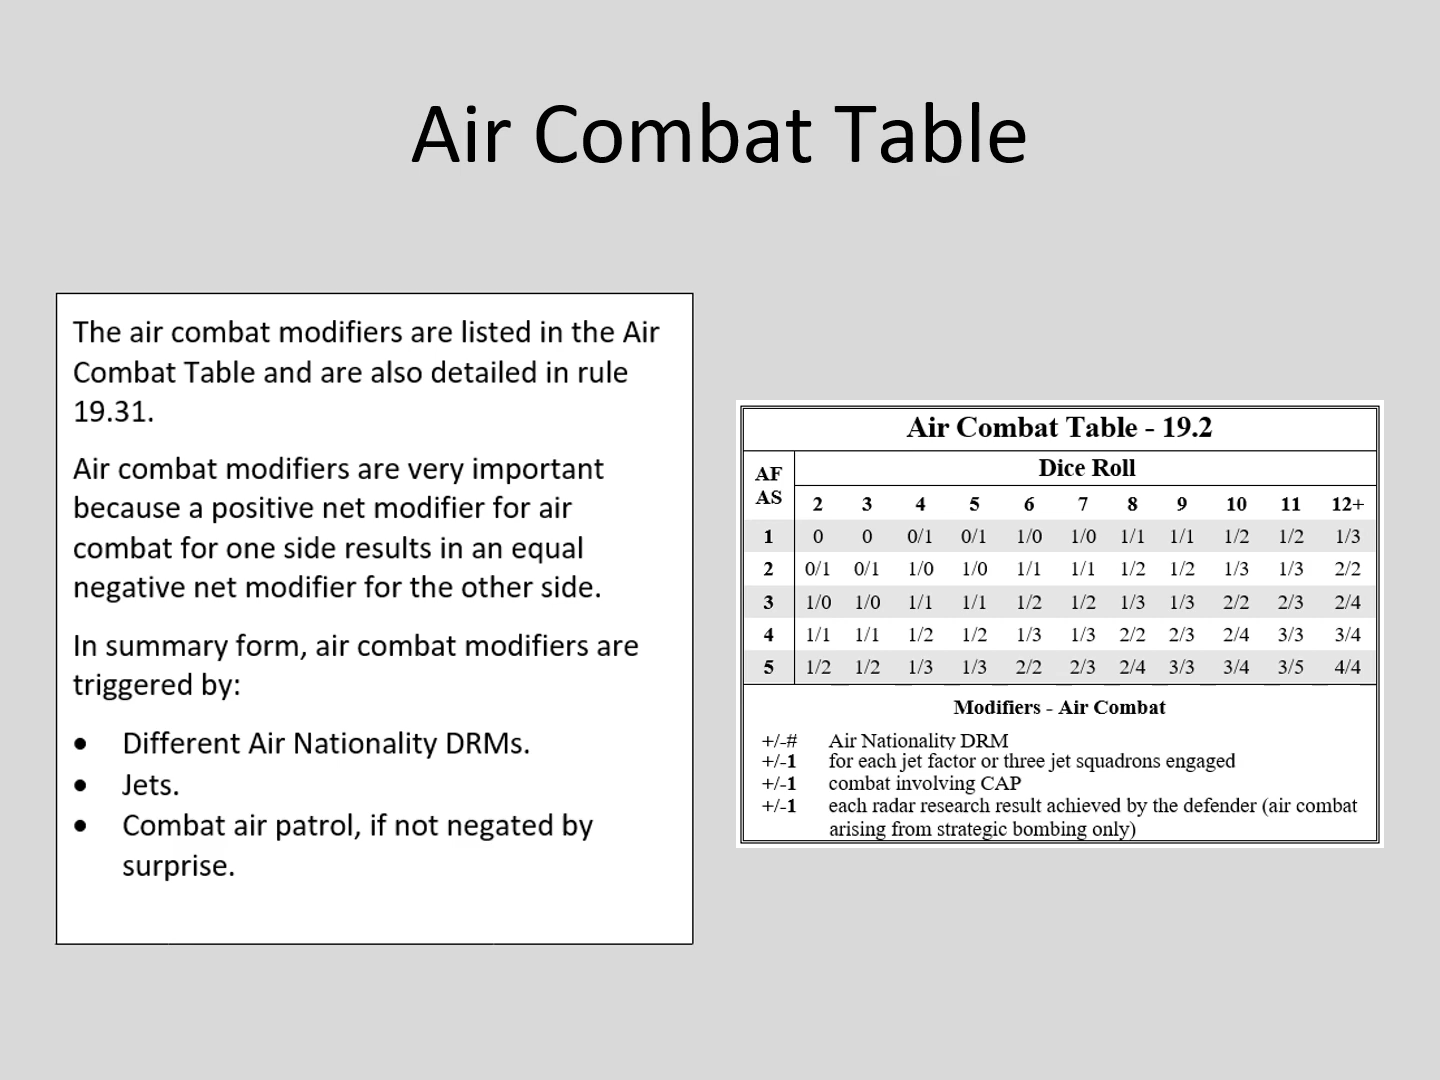 Air Combat Table
The air combat modifiers are listed in the Air
Combat Table and are also detailed in rule
19.31.
Air combat modifiers are very important
because a positive net modifier for air
combat for one side results in an equal
negative net modifier for the other side.
In summary form, air combat modifiers are
triggered by:
• Different Air Nationality DRMs.
• Jets.
• Combat air patrol, if not negated by
surprise.
Air Combat Table - 19.2
AF
AS
Dice Roll
2 3 4 5 6 7 8 9 10 11 12+
1 0 0 0/1 0/1 1/0 1/0 1/1 1/1 1/2 1/2 1/3
2 0/1 0/1 1/0 1/0 1/1 1/1 1/2 1/2 1/3 1/3 2/2
3 1/0 1/0 1/1 1/1 1/2 1/2 1/3 1/3 2/2 2/3 2/4
4 1/1 1/1 1/2 1/2 1/3 1/3 2/2 2/3 2/4 3/3 3/4
5 1/2 1/2 1/3 1/3 2/2 2/3 2/4 3/3 3/4 3/5 4/4
Modifiers - Air Combat
+/-# Air Nationality DRM
+/-1 for each jet factor or three jet squadrons engaged
+/-1 combat involving CAP
+/-1 each radar research result achieved by the defender (air combat
arising from strategic bombing only)